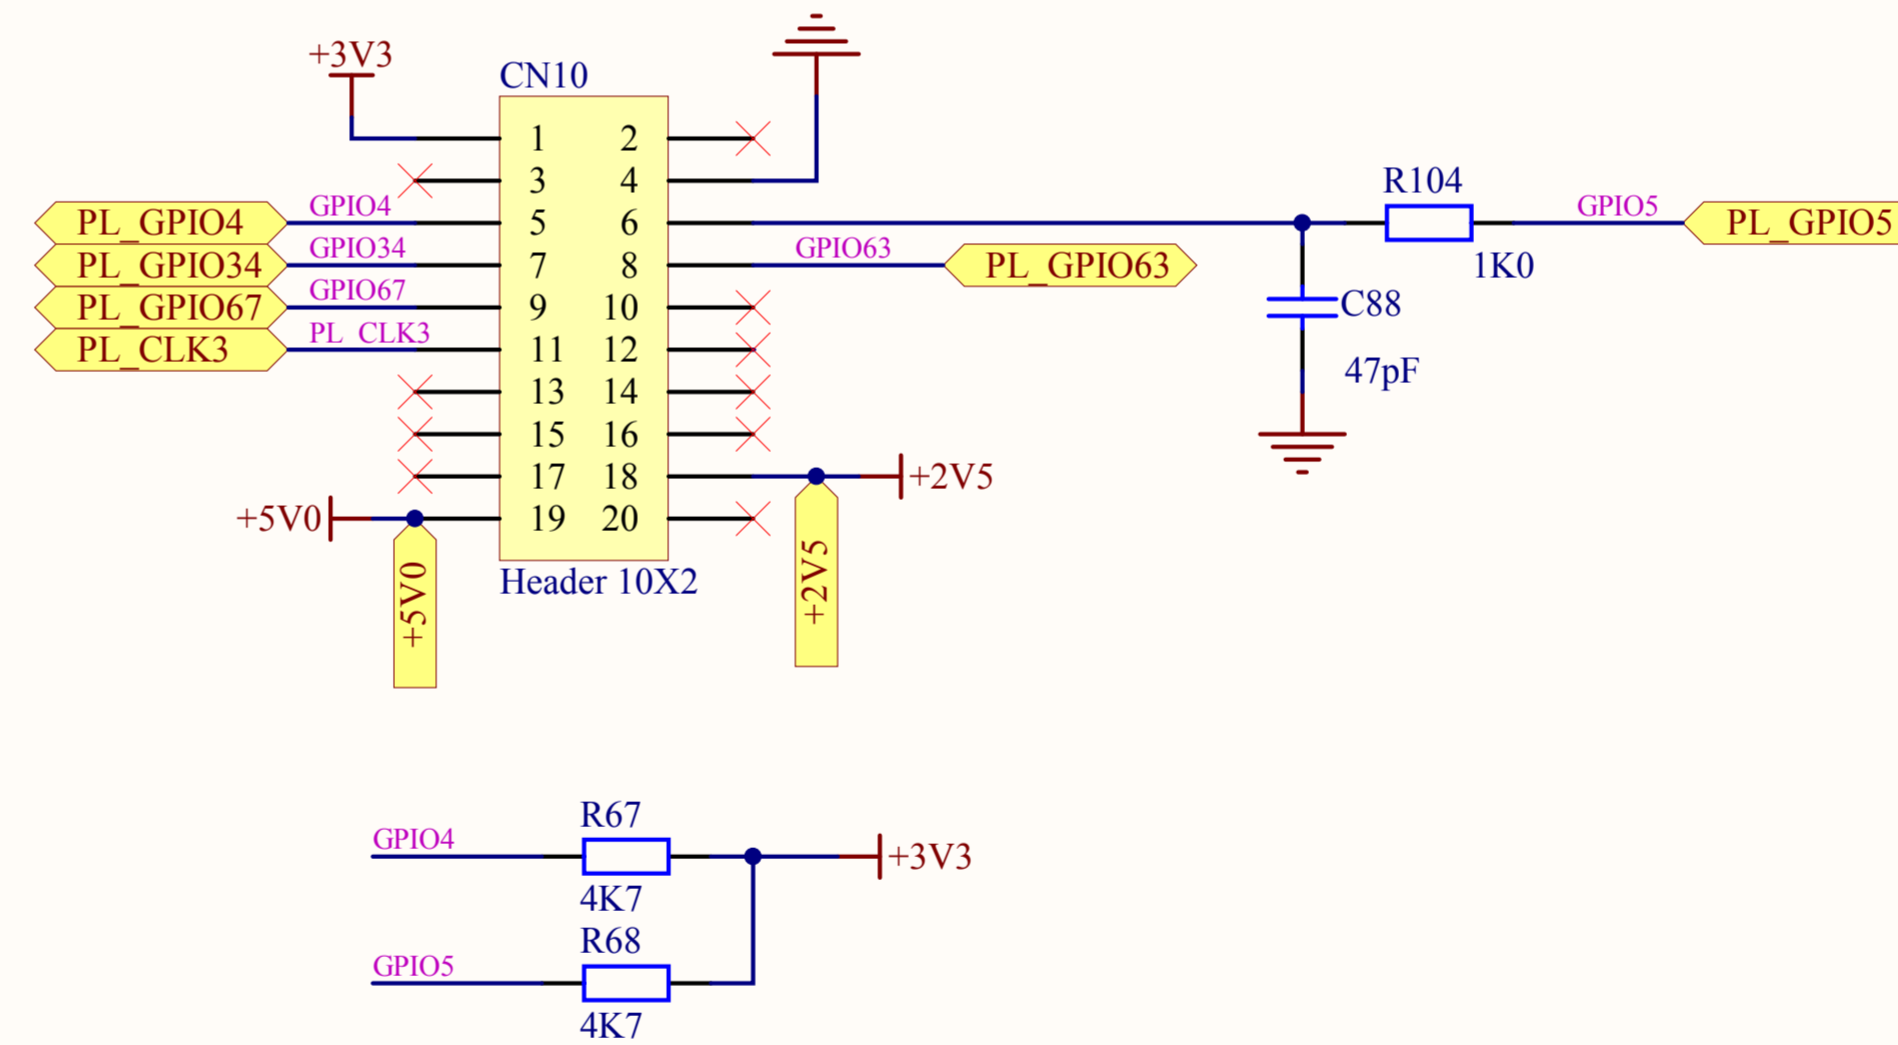 +3V3
CN10
1 2
3 4
R104
PL_GPIO4 GPIO4 5 6 GPIO5 PL_GPIO5
PL_GPIO34 GPIO34 7 8 GPIO63 PL_GPIO63 1K0
PL_GPIO67 GPIO67 9 10 C88
PL_CLK3 PL_CLK3 11 12
47pF
13 14
15 16
17 18 +2V5
+5V0 19 20
Header 10X2
+5V0
+2V5
R67
GPIO4 +3V3
4K7
R68
GPIO5
4K7